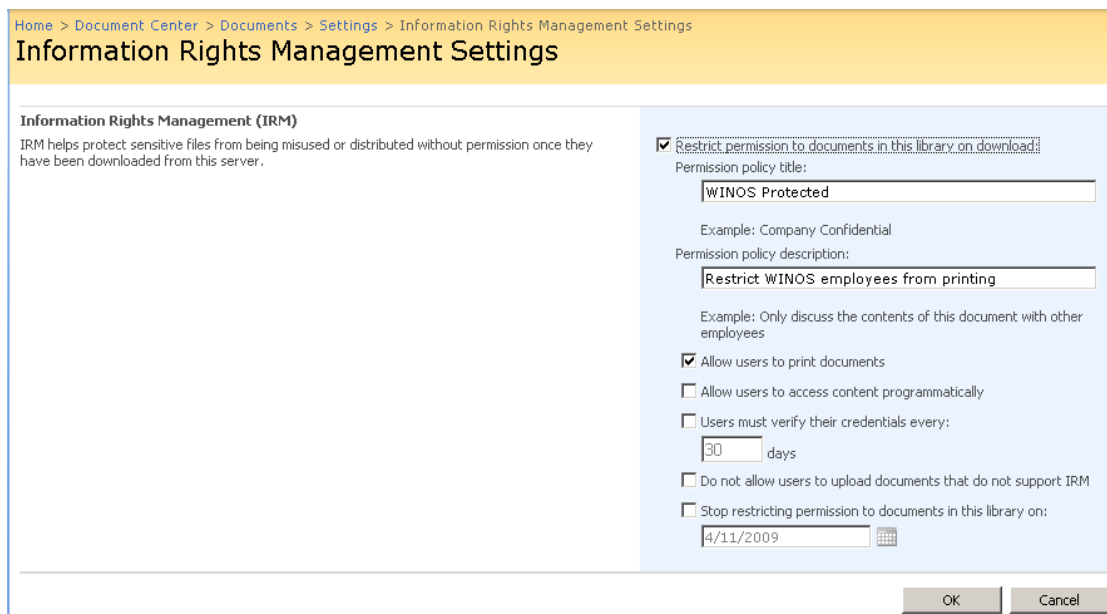 Home > Document Center > Documents > Settings > Information Rights Management Settings
Information Rights Management Settings
Information Rights Management (IRM)
IRM helps protect sensitive files from being misused or distributed without permission once they
have been downloaded from this server.
Restrict permission to documents in this library on download:
Permission policy title:
WINOS Protected
Example: Company Confidential
Permission policy description:
Restrict WINOS employees from printing
Example: Only discuss the contents of this document with other
employees
Allow users to print documents
Allow users to access content programmatically
Users must verify their credentials every:
30 days
Do not allow users to upload documents that do not support IRM
Stop restricting permission to documents in this library on:
4/11/2009
OK Cancel